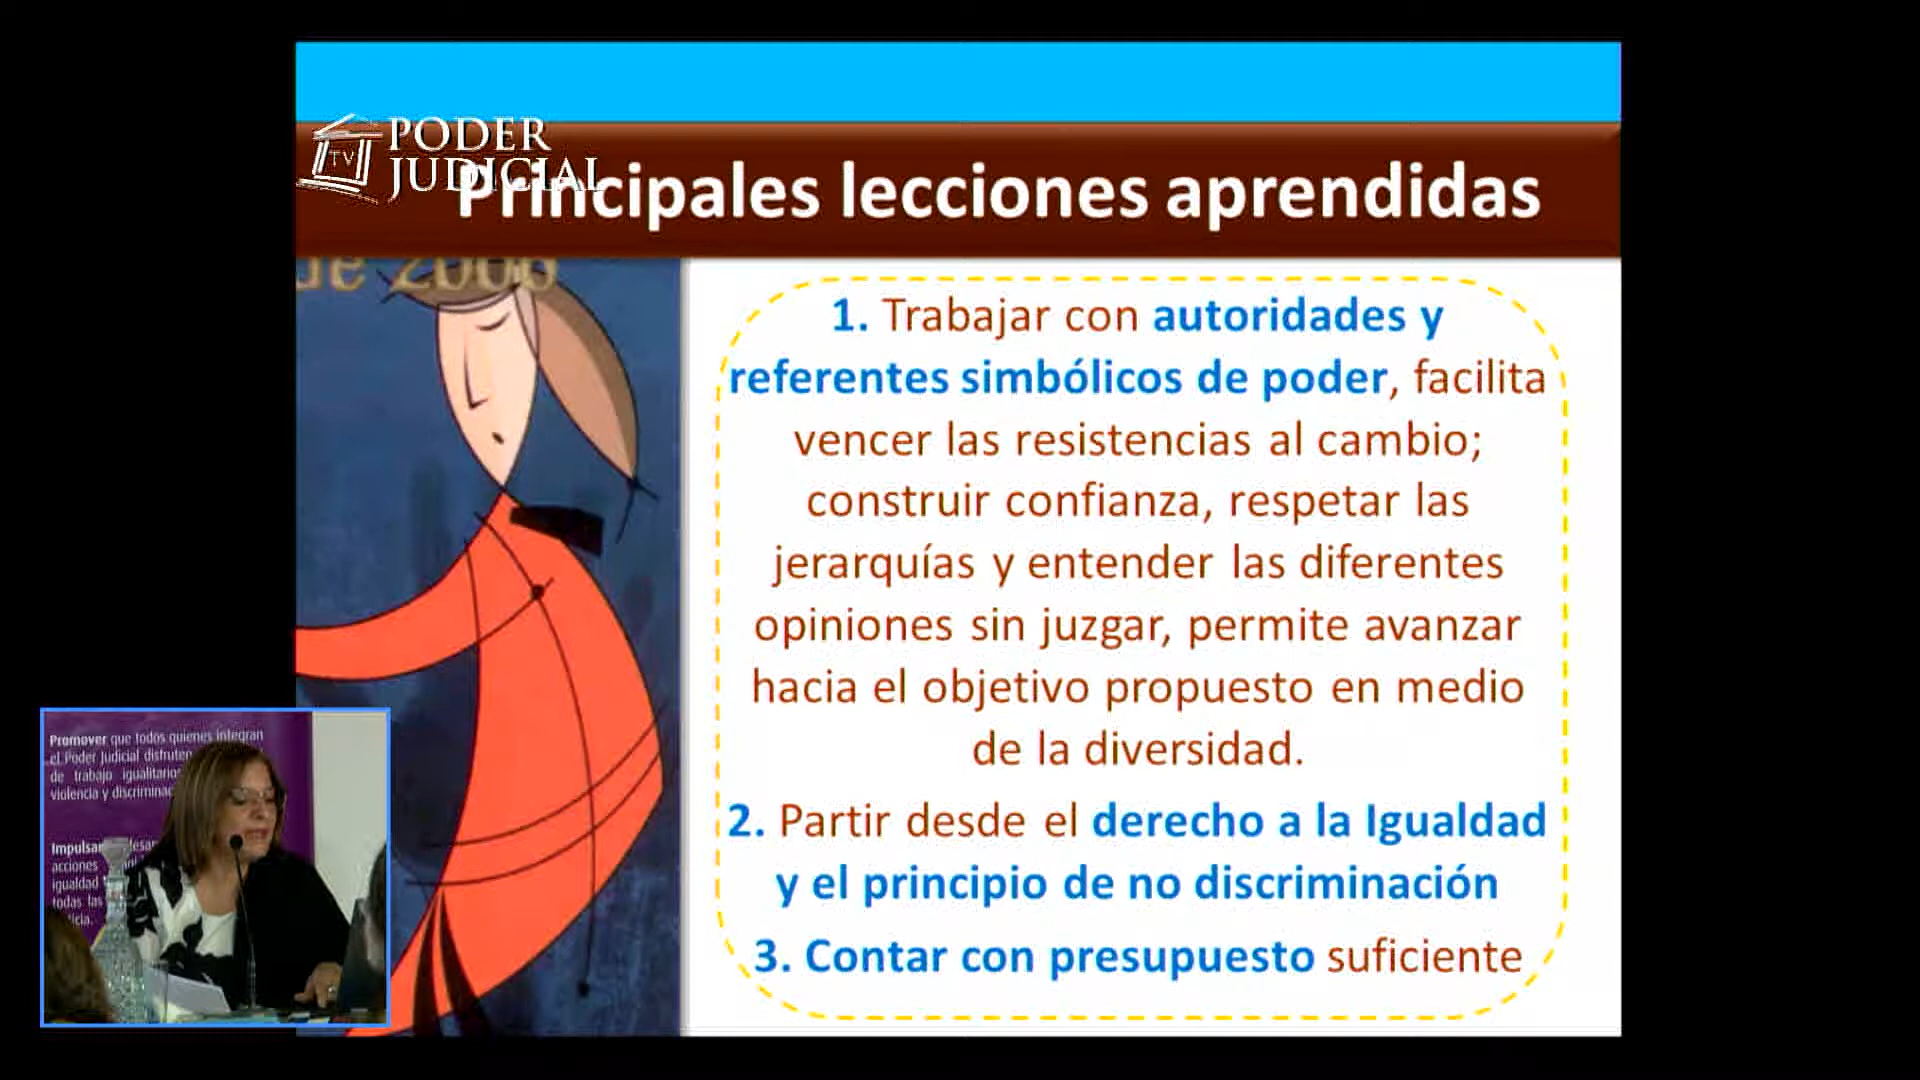 PODER
JUDICIAL
TV
Principales lecciones aprendidas
de 2006
1. Trabajar con autoridades y
referentes simbólicos de poder, facilita
vencer las resistencias al cambio;
construir confianza, respetar las
jerarquías y entender las diferentes
opiniones sin juzgar, permite avanzar
hacia el objetivo propuesto en medio
de la diversidad.
2. Partir desde el derecho a la Igualdad
y el principio de no discriminación
3. Contar con presupuesto suficiente
Promover que todos quienes integran
el Poder Judicial disfruten
de trabajo igualitario
violencia y
Impulsar
acciones
igualdad
todas las